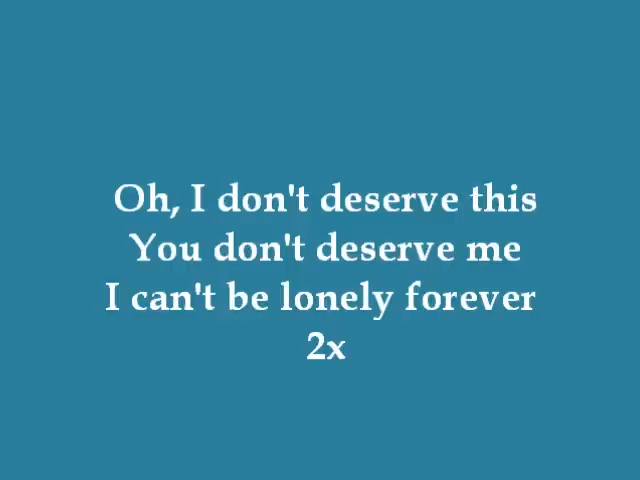 Oh, I don't deserve this
You don't deserve me
I can't be lonely forever
2x